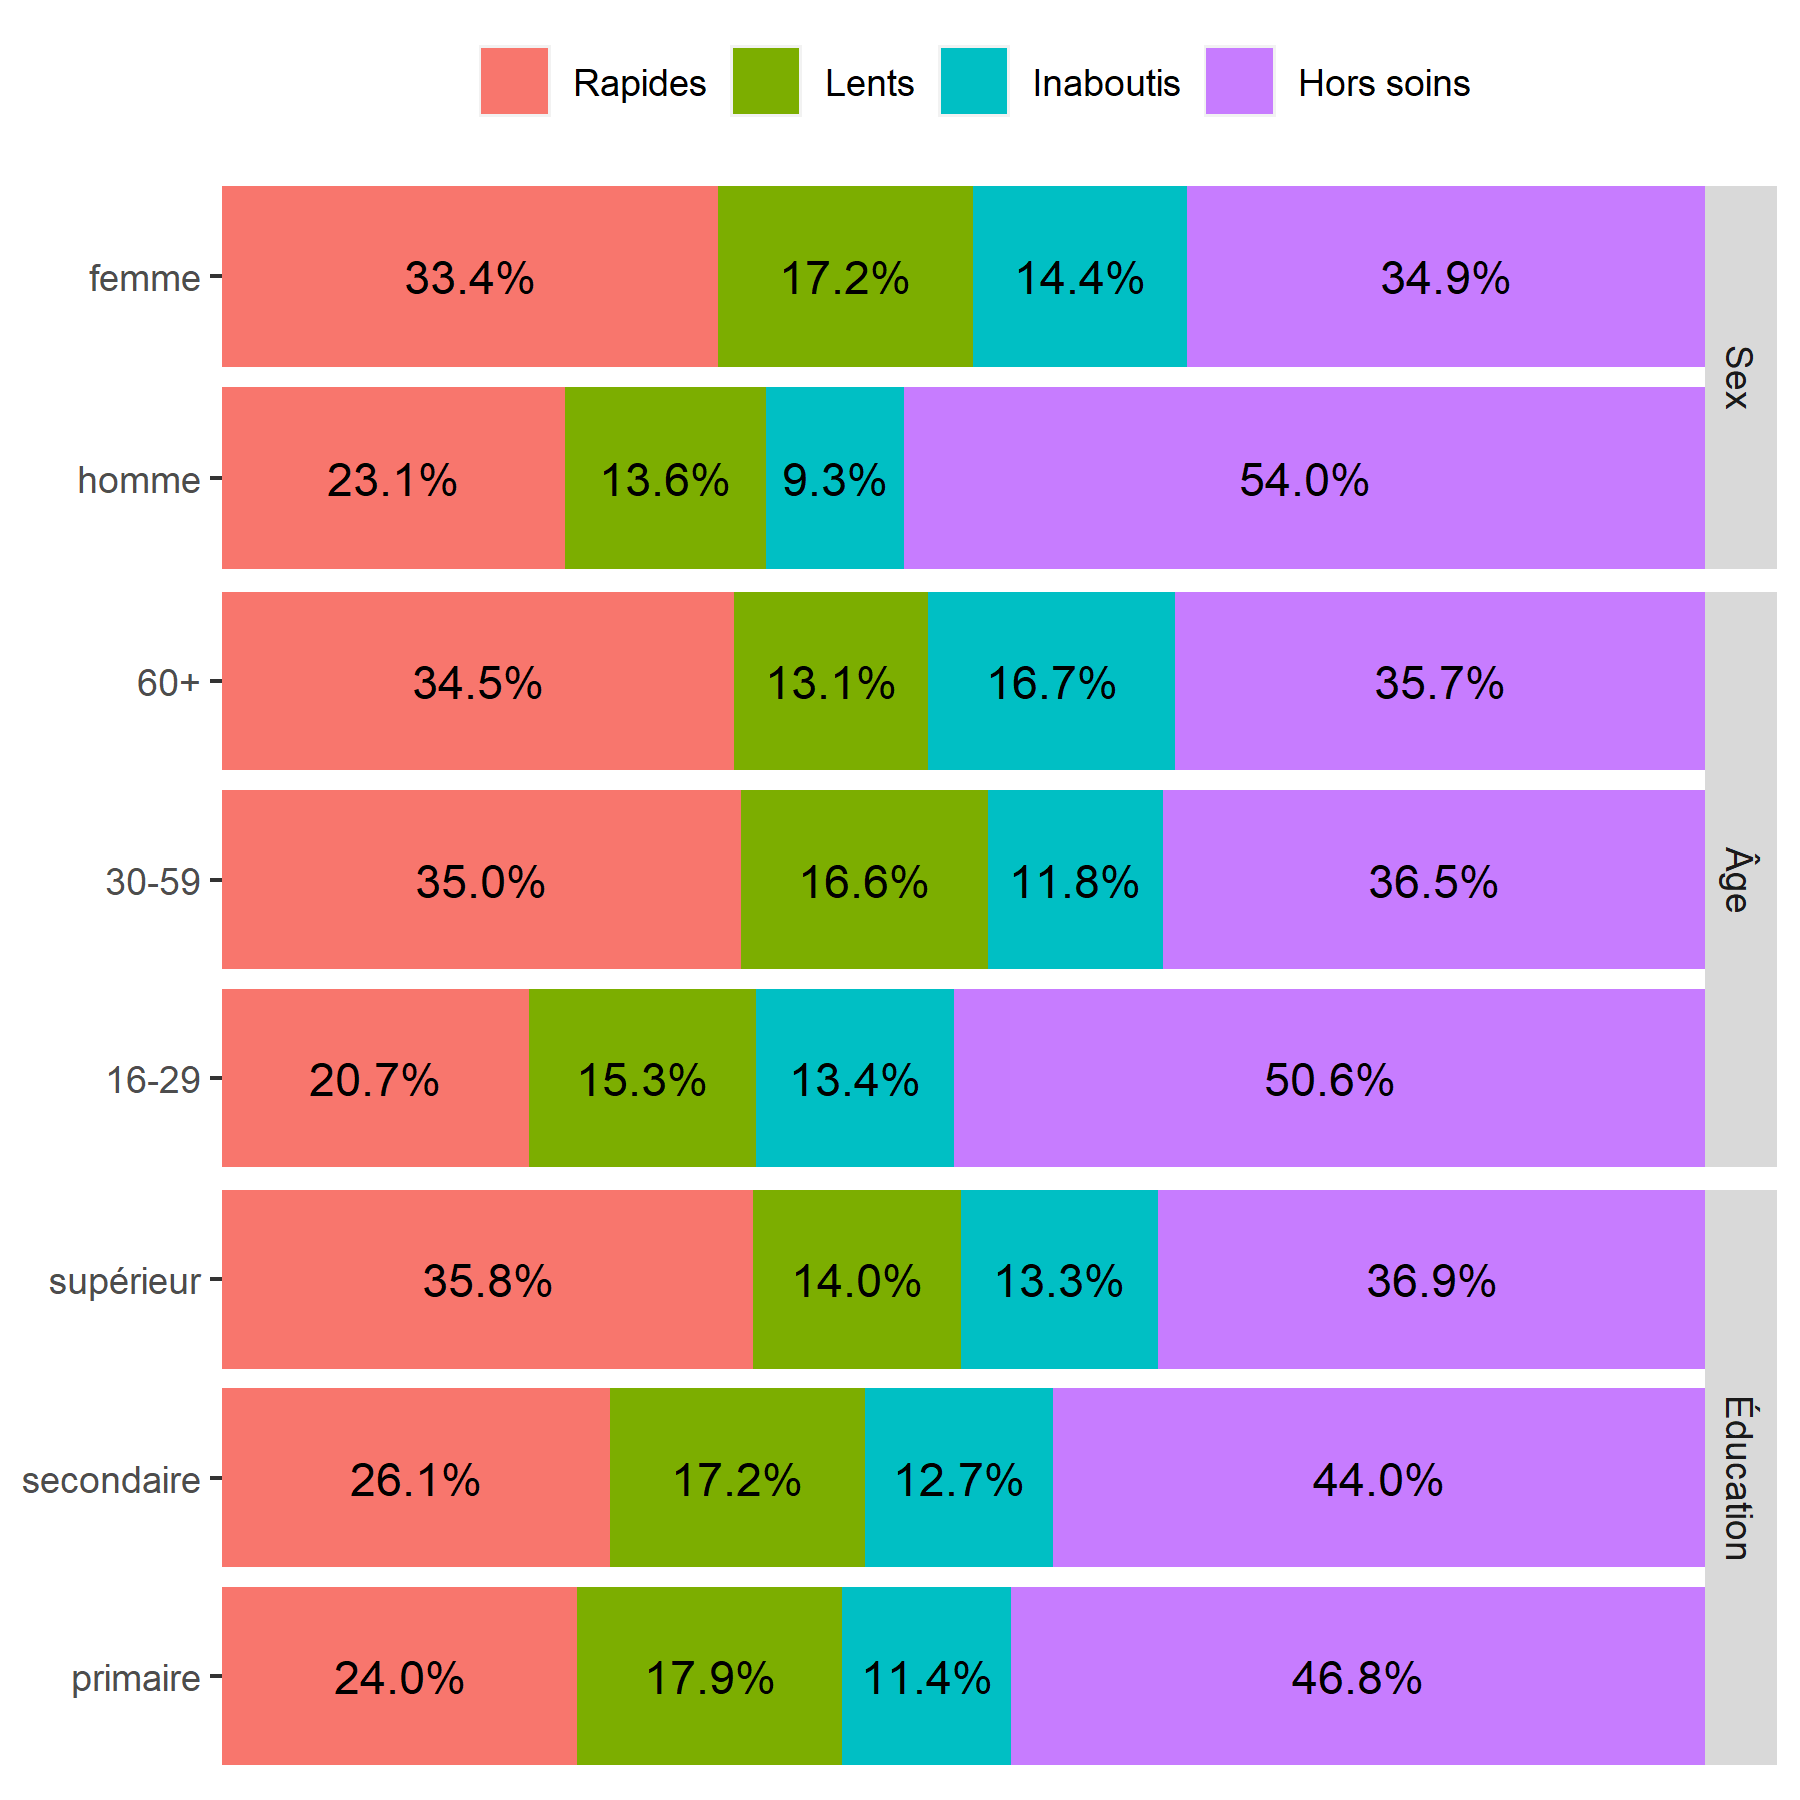 Rapides Lents Inaboutis Hors soins
femme 33.4% 17.2% 14.4% 34.9%
homme 23.1% 13.6% 9.3% 54.0%
Sex
60+ 34.5% 13.1% 16.7% 35.7%
30-59 35.0% 16.6% 11.8% 36.5%
16-29 20.7% 15.3% 13.4% 50.6%
Âge
supérieur 35.8% 14.0% 13.3% 36.9%
secondaire 26.1% 17.2% 12.7% 44.0%
primaire 24.0% 17.9% 11.4% 46.8%
Éducation